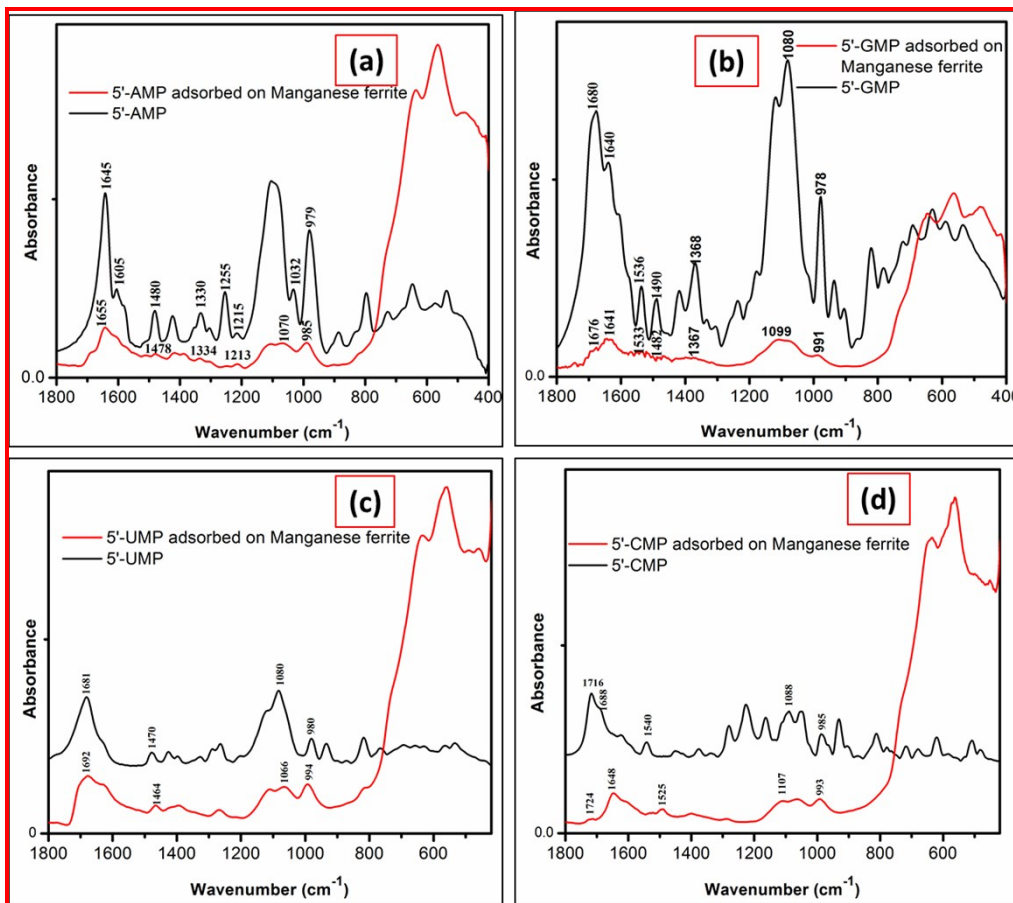 (a)
5'-AMP adsorbed on Manganese ferrite
5'-AMP
1645
1605
1655
1480
1478
1330
1334
1255
1215
1213
1032
1070
979
985
Absorbance
0.0
1800 1600 1400 1200 1000 800 600 400
Wavenumber (cm-1)
(b)
5'-GMP adsorbed on
Manganese ferrite
5'-GMP
1680
1640
1676
1641
1536
1533
1490
1482
1368
1367
1080
1099
978
991
Absorbance
0.0
1800 1600 1400 1200 1000 800 600 400
Wavenumber (cm-1)
(c)
5'-UMP adsorbed on Manganese ferrite
5'-UMP
1681
1692
1470
1464
1080
1066
980
994
Absorbance
0
1800 1600 1400 1200 1000 800 600
Wavenumber (cm-1)
(d)
5'-CMP adsorbed on Manganese ferrite
5'-CMP
1716
1688
1724
1648
1540
1525
1088
1107
985
993
Absorbance
0.0
1800 1600 1400 1200 1000 800 600
Wavenumber (cm-1)